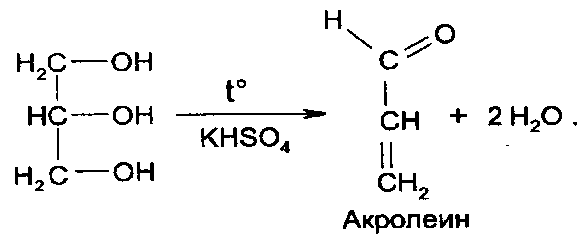 H O
H₂C—OH C
HC—OH t° CH + 2 H₂O.
KHSO₄
H₂C—OH CH₂
Акролеин